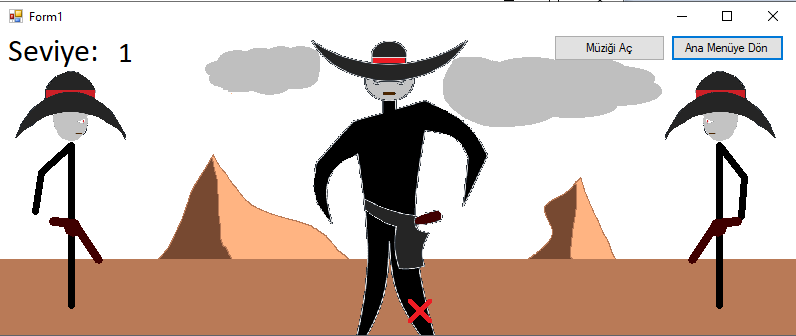 Form1
Seviye: 1
Müziği Aç
Ana Menüye Dön